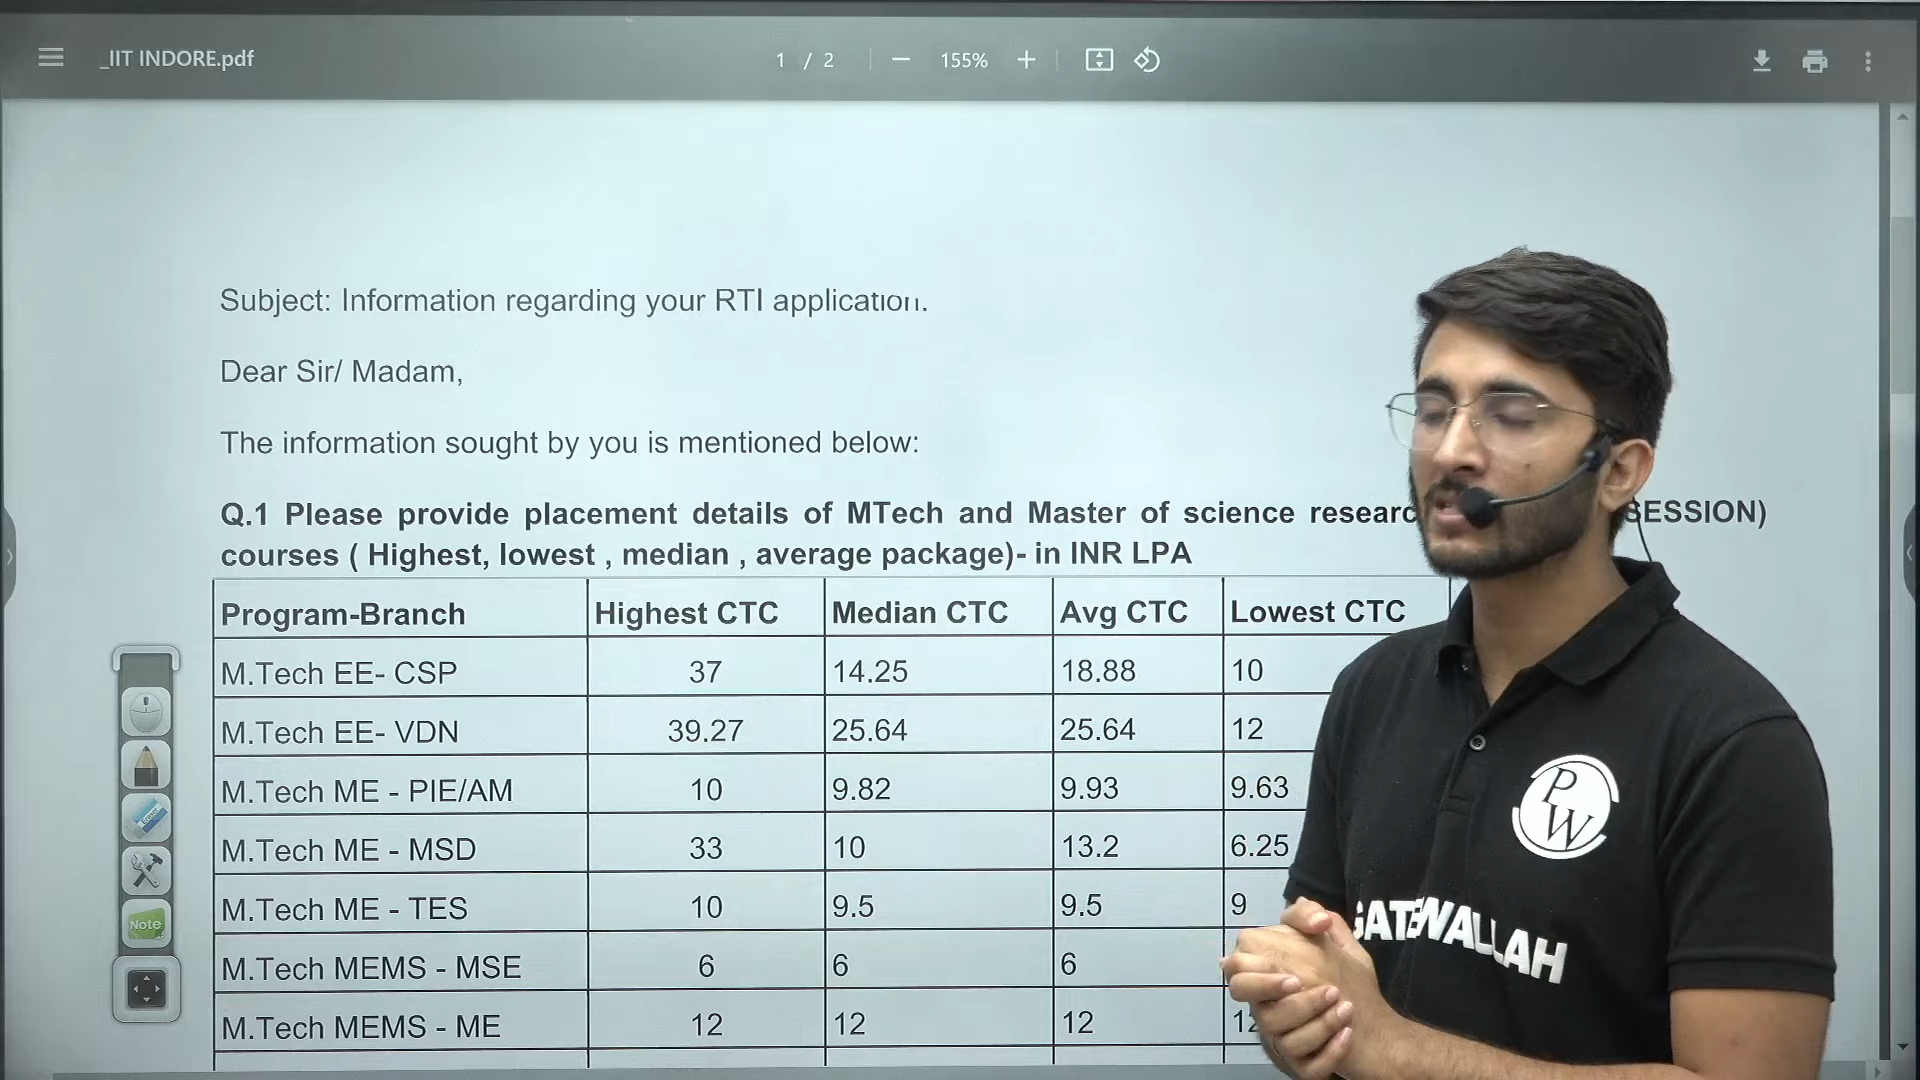 _IIT INDORE.pdf
1 / 2
155%
Subject: Information regarding your RTI application.
Dear Sir/ Madam,
The information sought by you is mentioned below:
Q.1 Please provide placement details of MTech and Master of science SESSION)
courses ( Highest, lowest , median , average package)- in INR LPA
Program-Branch Highest CTC Median CTC Avg CTC Lowest CTC
M.Tech EE- CSP 37 14.25 18.88 10
M.Tech EE- VDN 39.27 25.64 25.64 12
M.Tech ME - PIE/AM 10 9.82 9.93 9.63
M.Tech ME - MSD 33 10 13.2 6.25
M.Tech ME - TES 10 9.5 9.5 9
M.Tech MEMS - MSE 6 6 6
M.Tech MEMS - ME 12 12 12 12
Eraser
Note
PW
GATE WALLAH